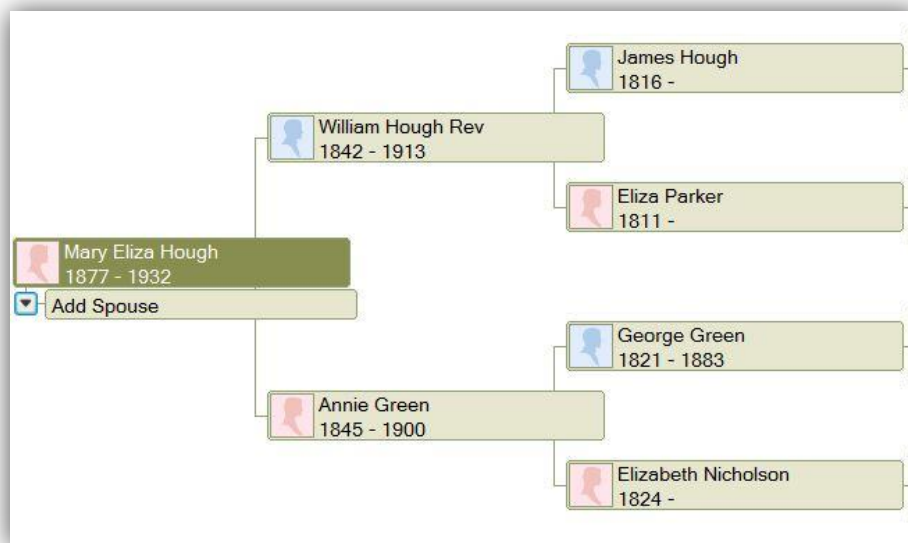 James Hough
1816 -
William Hough Rev
1842 - 1913
Eliza Parker
1811 -
Mary Eliza Hough
1877 - 1932
Add Spouse
George Green
1821 - 1883
Annie Green
1845 - 1900
Elizabeth Nicholson
1824 -